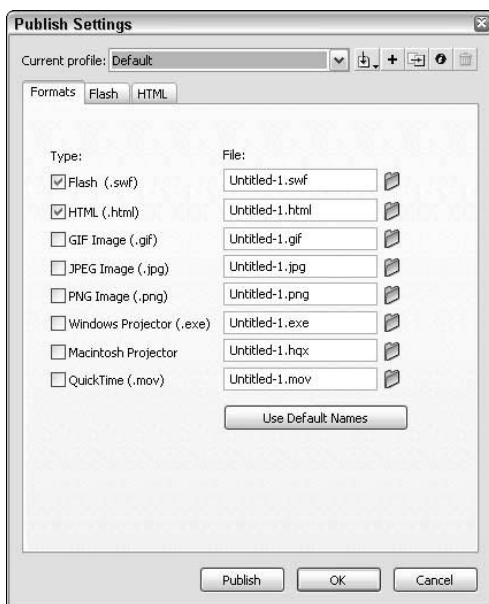 Publish Settings
Current profile: Default
Formats Flash HTML
Type: File:
Flash (.swf) Untitled-1.swf
HTML (.html) Untitled-1.html
GIF Image (.gif) Untitled-1.gif
JPEG Image (.jpg) Untitled-1.jpg
PNG Image (.png) Untitled-1.png
Windows Projector (.exe) Untitled-1.exe
Macintosh Projector Untitled-1.hqx
QuickTime (.mov) Untitled-1.mov
Use Default Names
Publish OK Cancel